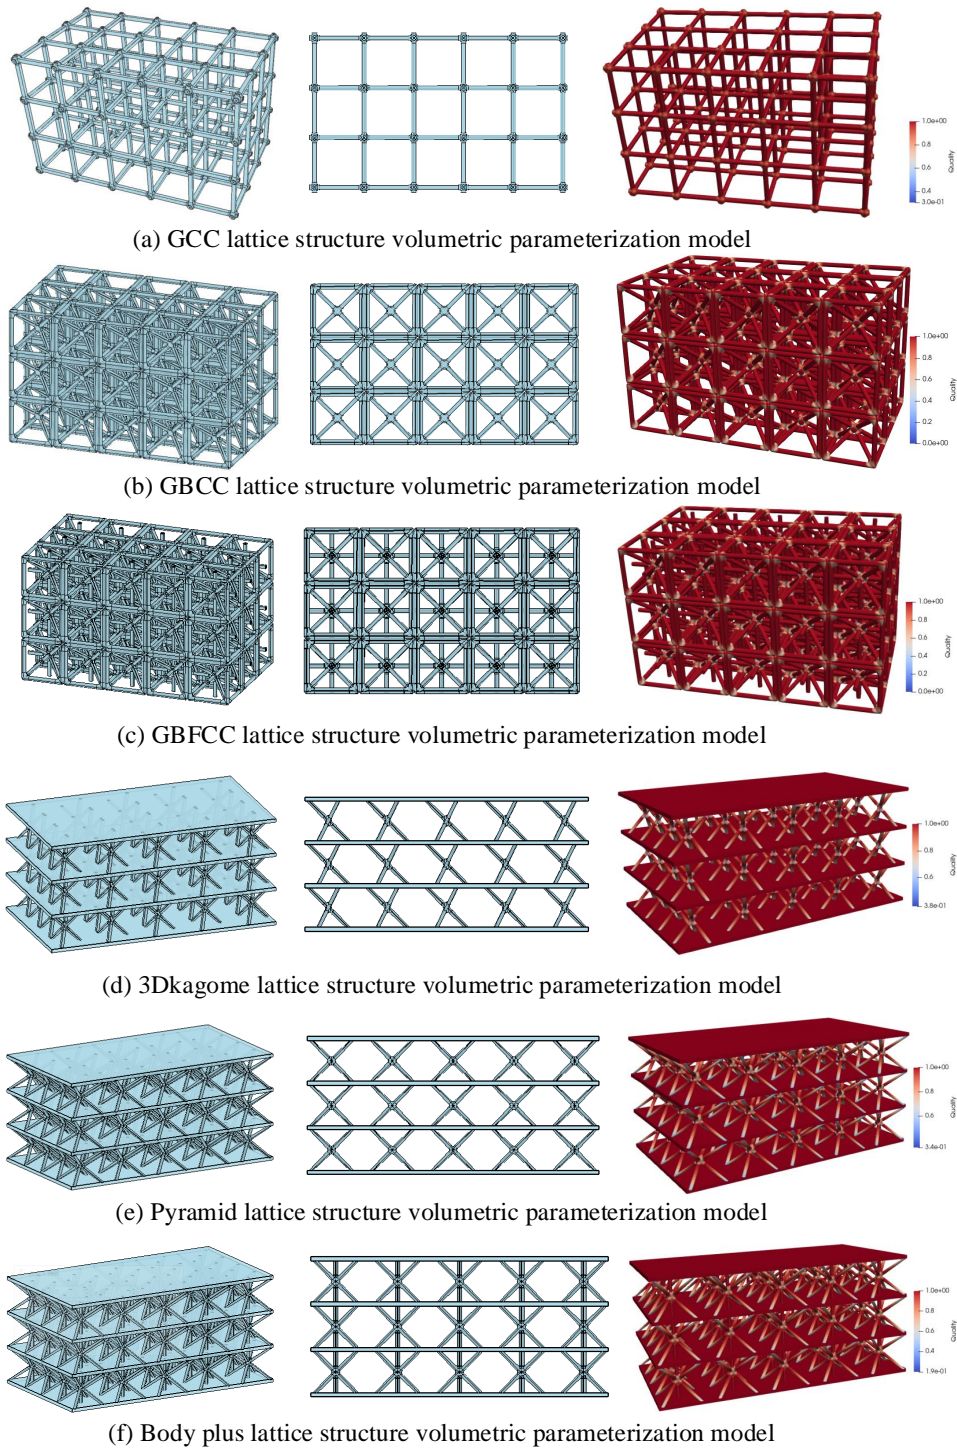 1.0e+00
0.8
0.6
0.4
3.0e-01
Quality
(a) GCC lattice structure volumetric parameterization model
1.0e+00
0.8
0.6
0.4
0.2
0.0e+00
Quality
(b) GBCC lattice structure volumetric parameterization model
1.0e+00
0.8
0.6
0.4
0.2
0.0e+00
Quality
(c) GBFCC lattice structure volumetric parameterization model
1.0e+00
0.8
0.6
3.8e-01
Quality
(d) 3Dkagome lattice structure volumetric parameterization model
1.0e+00
0.8
0.6
3.4e-01
Quality
(e) Pyramid lattice structure volumetric parameterization model
1.0e+00
0.8
0.6
0.4
1.9e-01
Quality
(f) Body plus lattice structure volumetric parameterization model